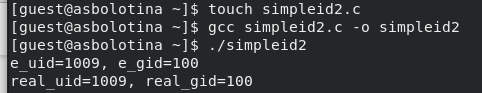 [guest@asbolotina ~]$ touch simpleid2.c
[guest@asbolotina ~]$ gcc simpleid2.c -o simpleid2
[guest@asbolotina ~]$ ./simpleid2
e_uid=1009, e_gid=100
real_uid=1009, real_gid=100